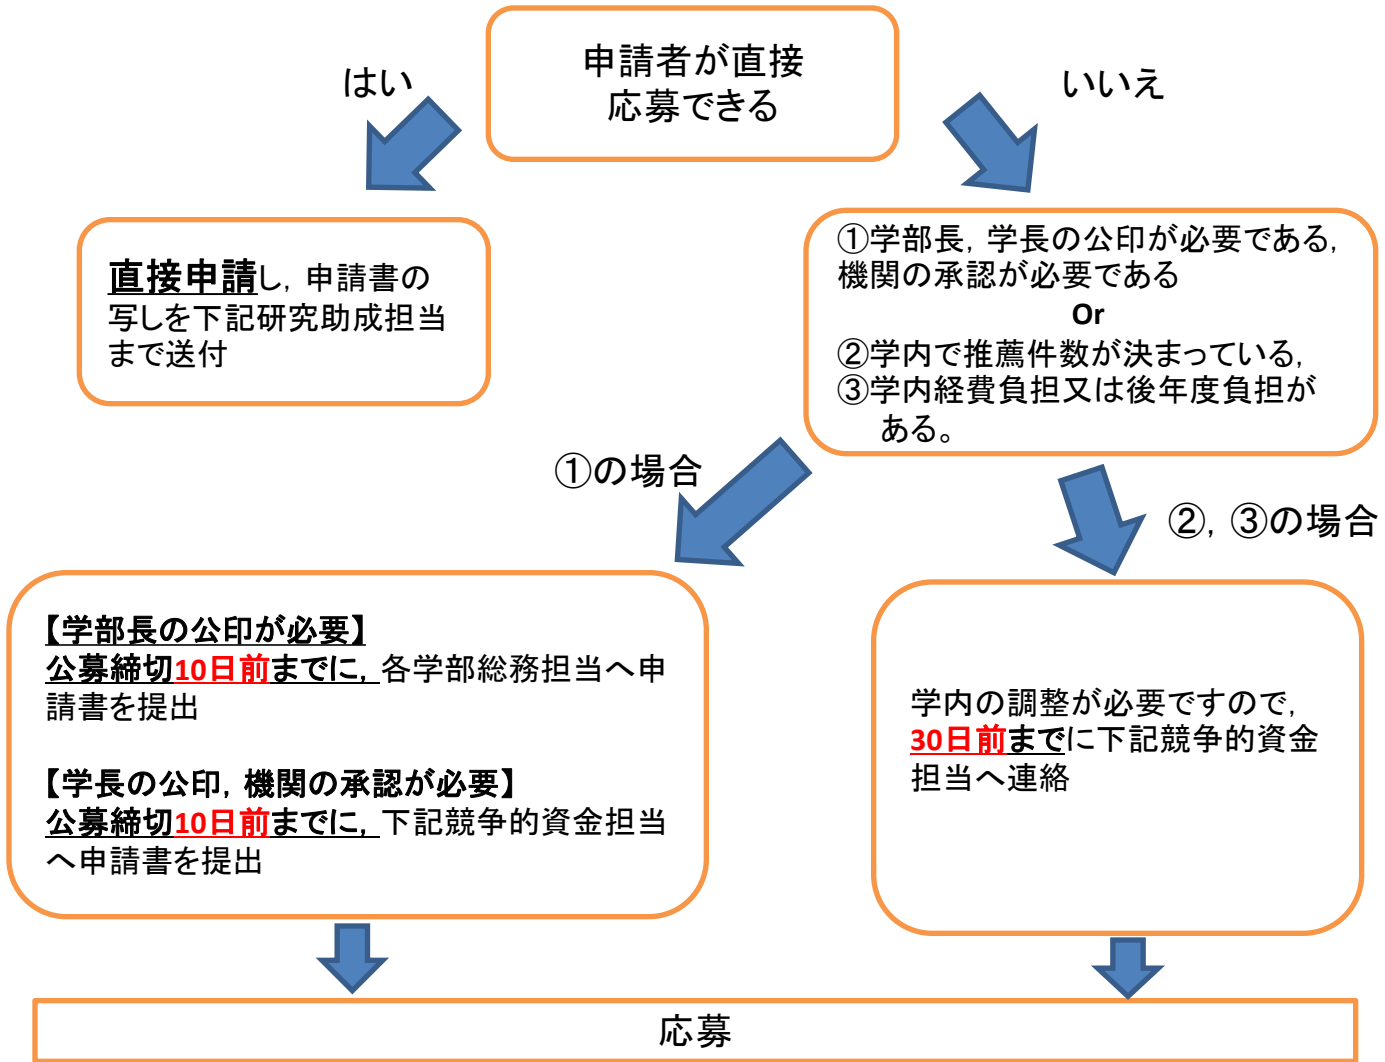 申請者が直接
応募できる
はい
いいえ
直接申請し，申請書の
写しを下記研究助成担当
まで送付
①学部長，学長の公印が必要である，
機関の承認が必要である
Or
②学内で推薦件数が決まっている，
③学内経費負担又は後年度負担が
ある。
①の場合
②，③の場合
【学部長の公印が必要】
公募締切10日前までに，各学部総務担当へ申
請書を提出
【学長の公印，機関の承認が必要】
公募締切10日前までに，下記競争的資金担当
へ申請書を提出
学内の調整が必要ですので，
30日前までに下記競争的資金
担当へ連絡
応募